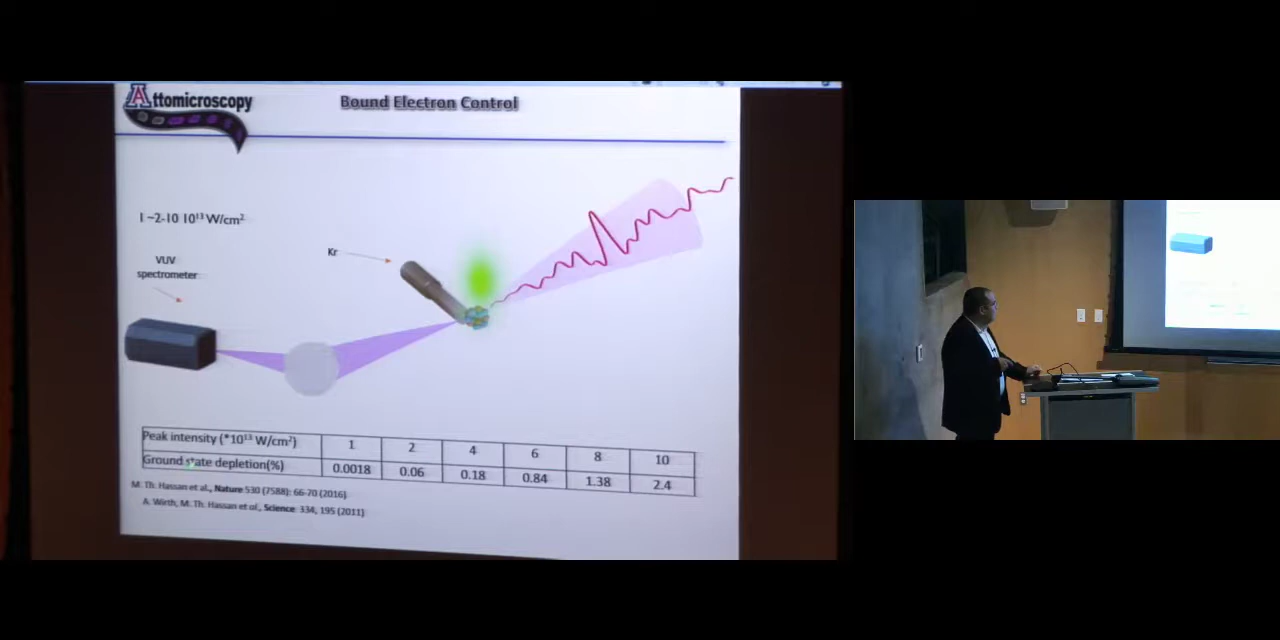 Attomicroscopy
Bound Electron Control
1 –2-10 10¹³ W/cm²
Kr
VUV
spectrometer
Peak intensity (*10¹³ W/cm²) 1 2 4 6 8 10
Ground state depletion(%) 0.0018 0.06 0.18 0.84 1.38 2.4
M. Th. Hassan et al., Nature 530 (7588): 66-70 (2016)
A. Wirth, M. Th. Hassan et al., Science 334, 195 (2011)